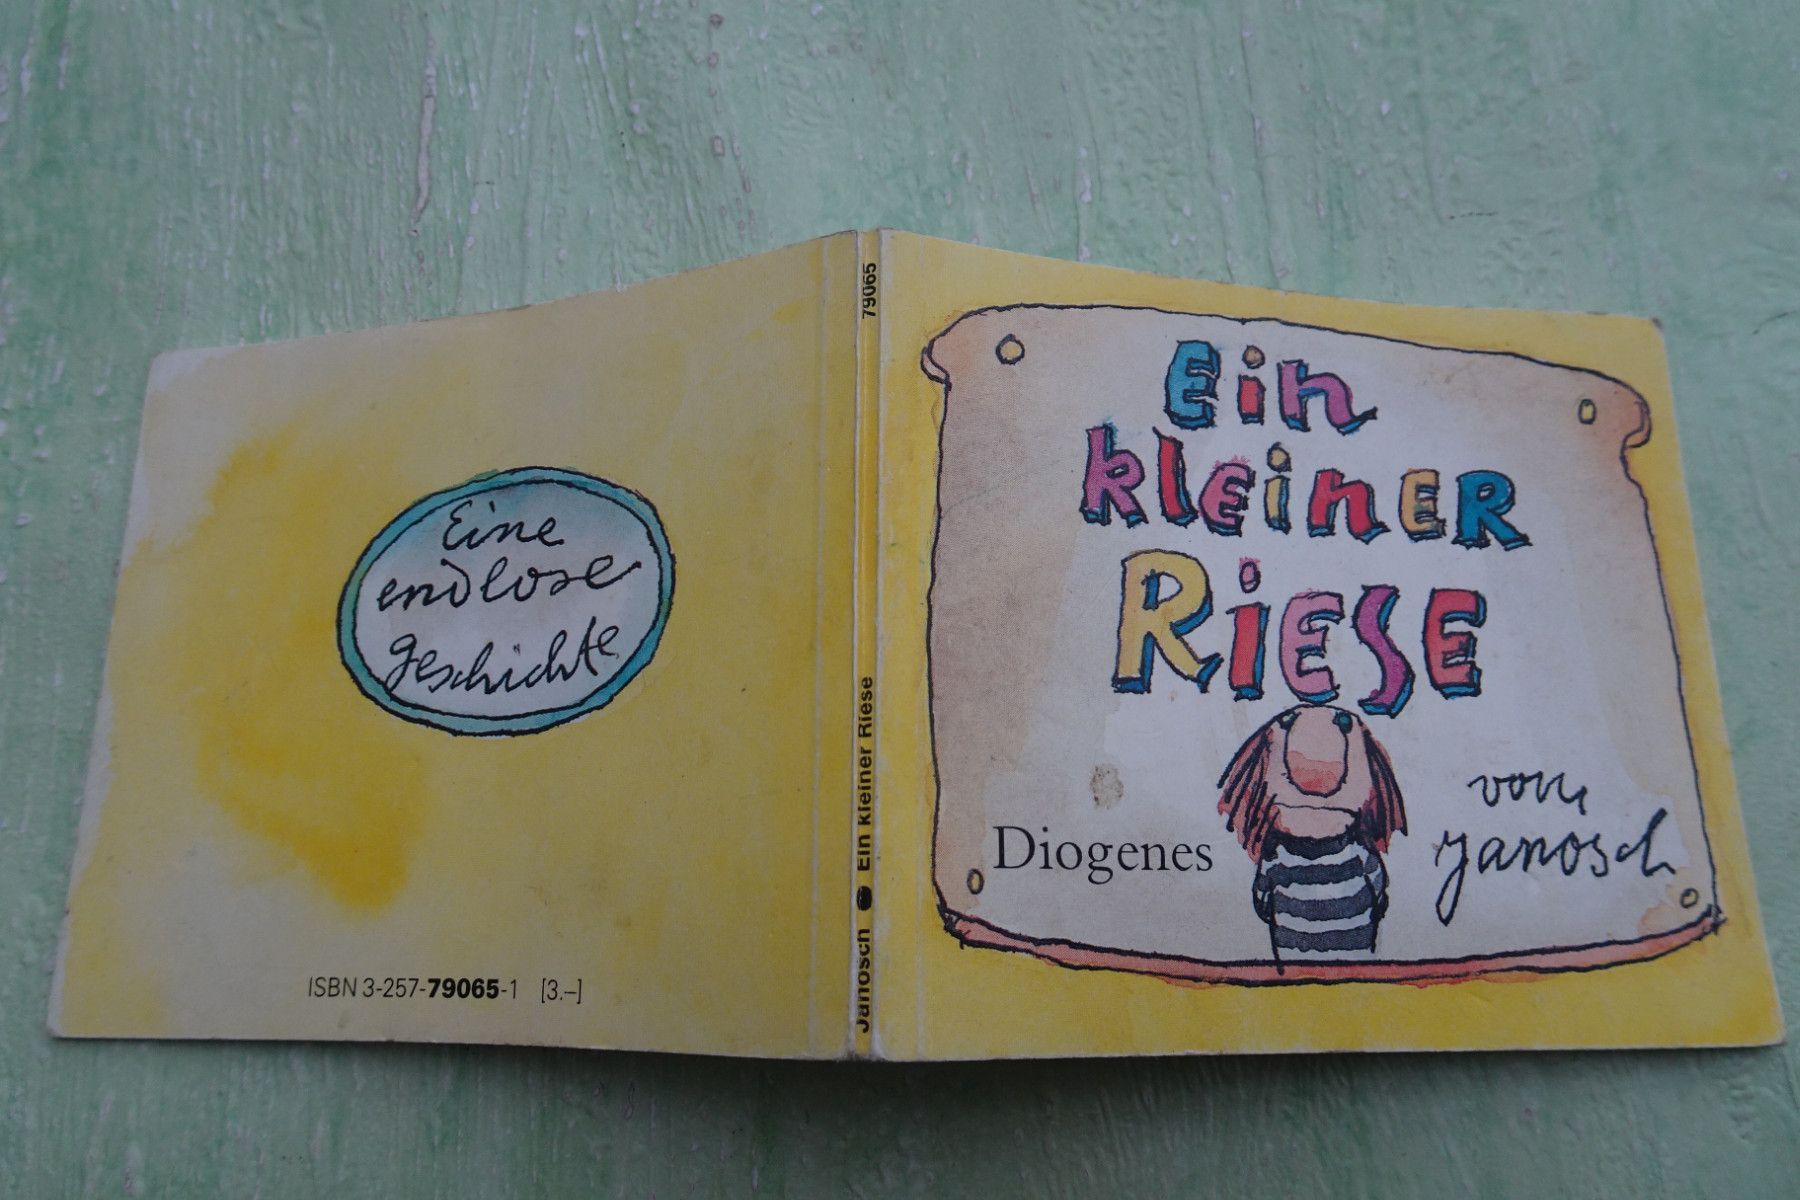 Eine
endlose
geschichte
ISBN 3-257-79065-1 [3.–]
Janosch ● Ein kleiner Riese 79065
Ein
kleiner
Riese
von
Janosch
Diogenes